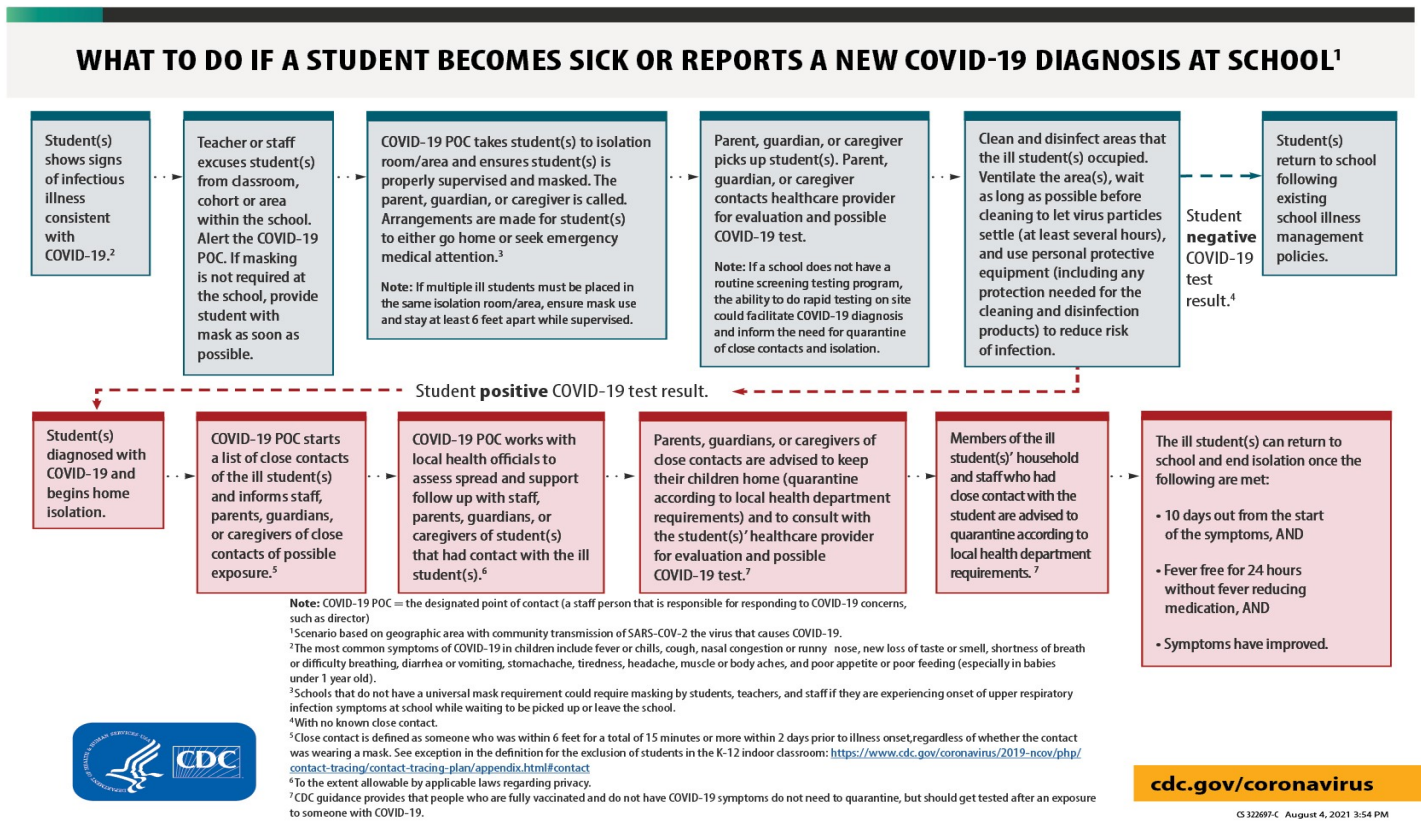 WHAT TO DO IF A STUDENT BECOMES SICK OR REPORTS A NEW COVID-19 DIAGNOSIS AT SCHOOL¹
Student(s)
shows signs
of infectious
illness
consistent
with
COVID-19.²
Teacher or staff
excuses student(s)
from classroom,
cohort or area
within the school.
Alert the COVID-19
POC. If masking
is not required at
the school, provide
student with
mask as soon as
possible.
COVID-19 POC takes student(s) to isolation
room/area and ensures student(s) is
properly supervised and masked. The
parent, guardian, or caregiver is called.
Arrangements are made for student(s)
to either go home or seek emergency
medical attention.³
Note: If multiple ill students must be placed in
the same isolation room/area, ensure mask use
and stay at least 6 feet apart while supervised.
Parent, guardian, or caregiver
picks up student(s). Parent,
guardian, or caregiver
contacts healthcare provider
for evaluation and possible
COVID-19 test.
Note: If a school does not have a
routine screening testing program,
the ability to do rapid testing on site
could facilitate COVID-19 diagnosis
and inform the need for quarantine
of close contacts and isolation.
Clean and disinfect areas that
the ill student(s) occupied.
Ventilate the area(s), wait
as long as possible before
cleaning to let virus particles
settle (at least several hours),
and use personal protective
equipment (including any
protection needed for the
cleaning and disinfection
products) to reduce risk
of infection.
Student
negative
COVID-19
test
result.⁴
Student(s)
return to school
following
existing
school illness
management
policies.
Student positive COVID-19 test result.
Student(s)
diagnosed with
COVID-19 and
begins home
isolation.
COVID-19 POC starts
a list of close contacts
of the ill student(s)
and informs staff,
parents, guardians,
or caregivers of close
contacts of possible
exposure.⁵
COVID-19 POC works with
local health officials to
assess spread and support
follow up with staff,
parents, guardians, or
caregivers of student(s)
that had contact with the ill
student(s).⁶
Parents, guardians, or caregivers of
close contacts are advised to keep
their children home (quarantine
according to local health department
requirements) and to consult with
the student(s)' healthcare provider
for evaluation and possible
COVID-19 test.⁷
Members of the ill
student(s)' household
and staff who had
close contact with the
student are advised to
quarantine according to
local health department
requirements. ⁷
The ill student(s) can return to
school and end isolation once the
following are met:
• 10 days out from the start
of the symptoms, AND
• Fever free for 24 hours
without fever reducing
medication, AND
• Symptoms have improved.
Note: COVID-19 POC = the designated point of contact (a staff person that is responsible for responding to COVID-19 concerns,
such as director)
¹Scenario based on geographic area with community transmission of SARS-COV-2 the virus that causes COVID-19.
²The most common symptoms of COVID-19 in children include fever or chills, cough, nasal congestion or runny nose, new loss of taste or smell, shortness of breath
or difficulty breathing, diarrhea or vomiting, stomachache, tiredness, headache, muscle or body aches, and poor appetite or poor feeding (especially in babies
under 1 year old).
³Schools that do not have a universal mask requirement could require masking by students, teachers, and staff if they are experiencing onset of upper respiratory
infection symptoms at school while waiting to be picked up or leave the school.
⁴With no known close contact.
⁵Close contact is defined as someone who was within 6 feet for a total of 15 minutes or more within 2 days prior to illness onset,regardless of whether the contact
was wearing a mask. See exception in the definition for the exclusion of students in the K-12 indoor classroom: https://www.cdc.gov/coronavirus/2019-ncov/php/
contact-tracing/contact-tracing-plan/appendix.html#contact
⁶To the extent allowable by applicable laws regarding privacy.
⁷CDC guidance provides that people who are fully vaccinated and do not have COVID-19 symptoms do not need to quarantine, but should get tested after an exposure
to someone with COVID-19.
CDC
cdc.gov/coronavirus
CS 322697-C August 4, 2021 3:54 PM